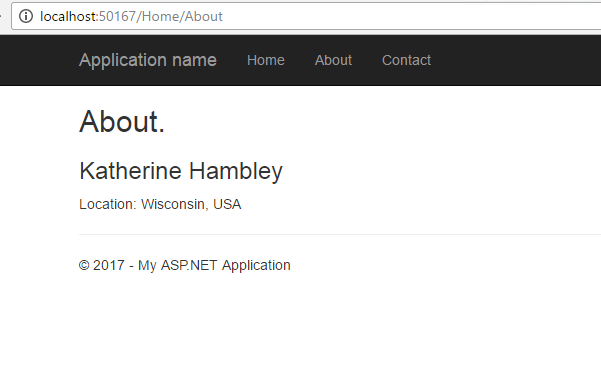 localhost:50167/Home/About
Application name Home About Contact
About.
Katherine Hambley
Location: Wisconsin, USA
© 2017 - My ASP.NET Application